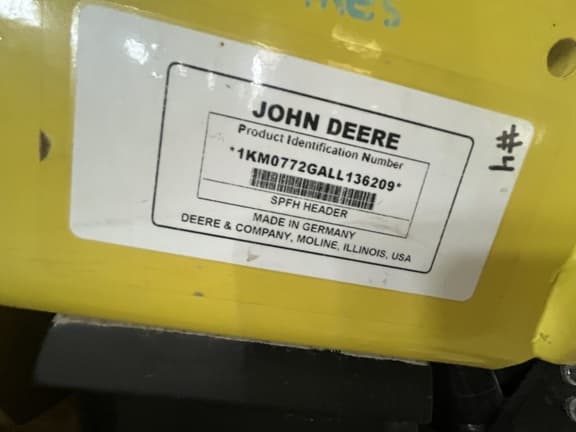 JOHN DEERE
Product Identification Number
*1KM0772GALL136209*
SPFH HEADER
MADE IN GERMANY
DEERE & COMPANY, MOLINE, ILLINOIS, USA
#4